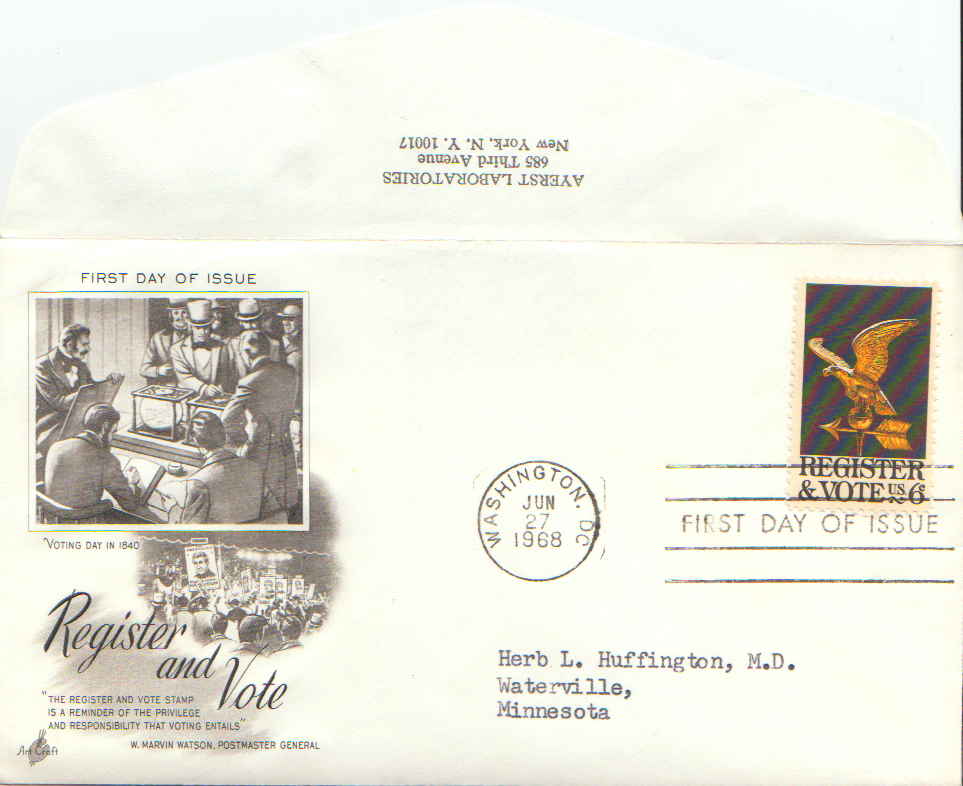 AYERST LABORATORIES
685 Third Avenue
New York, N. Y. 10017
FIRST DAY OF ISSUE
VOTING DAY IN 1840
Register
and
Vote
"THE REGISTER AND VOTE STAMP
IS A REMINDER OF THE PRIVILEGE
AND RESPONSIBILITY THAT VOTING ENTAILS"
W. MARVIN WATSON, POSTMASTER GENERAL
Art Craft
WASHINGTON, DC
JUN
27
1968
REGISTER
& VOTE US 6c
FIRST DAY OF ISSUE
Herb L. Huffington, M.D.
Waterville,
Minnesota